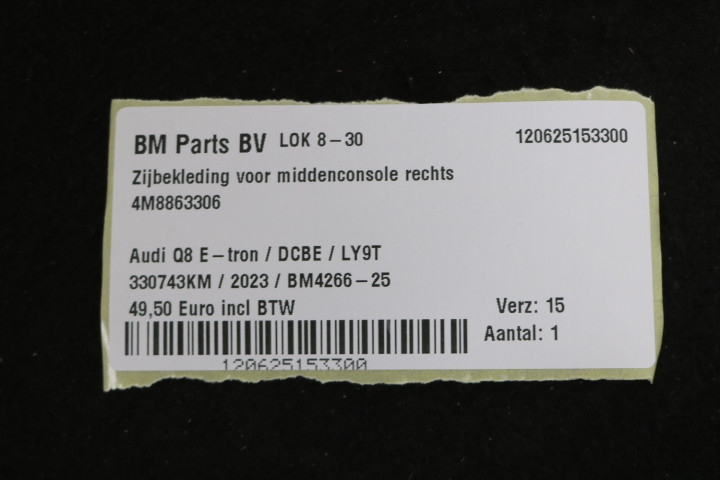 BM Parts BV LOK 8-30 120625153300
Zijbekleding voor middenconsole rechts
4M8863306
Audi Q8 E-tron / DCBE / LY9T
330743KM / 2023 / BM4266-25
49,50 Euro incl BTW Verz: 15
Aantal: 1
120625153300